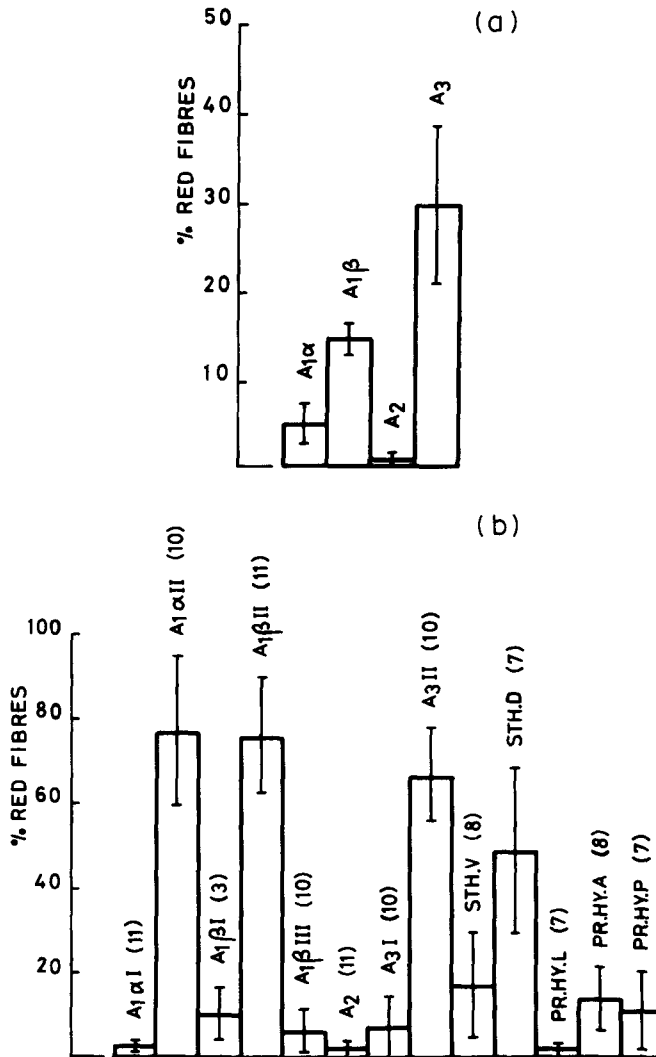 (a)
% RED FIBRES
50
40
30
20
10
A1α
A1β
A2
A3
(b)
% RED FIBRES
100
80
60
40
20
A1αI (11)
A1αII (10)
A1βI (3)
A1βII (11)
A1βIII (10)
A2 (11)
A3I (10)
A3II (10)
STH.V (8)
STH.D (7)
PR.HY.L (7)
PR.HY.A (8)
PR.HY.P (7)